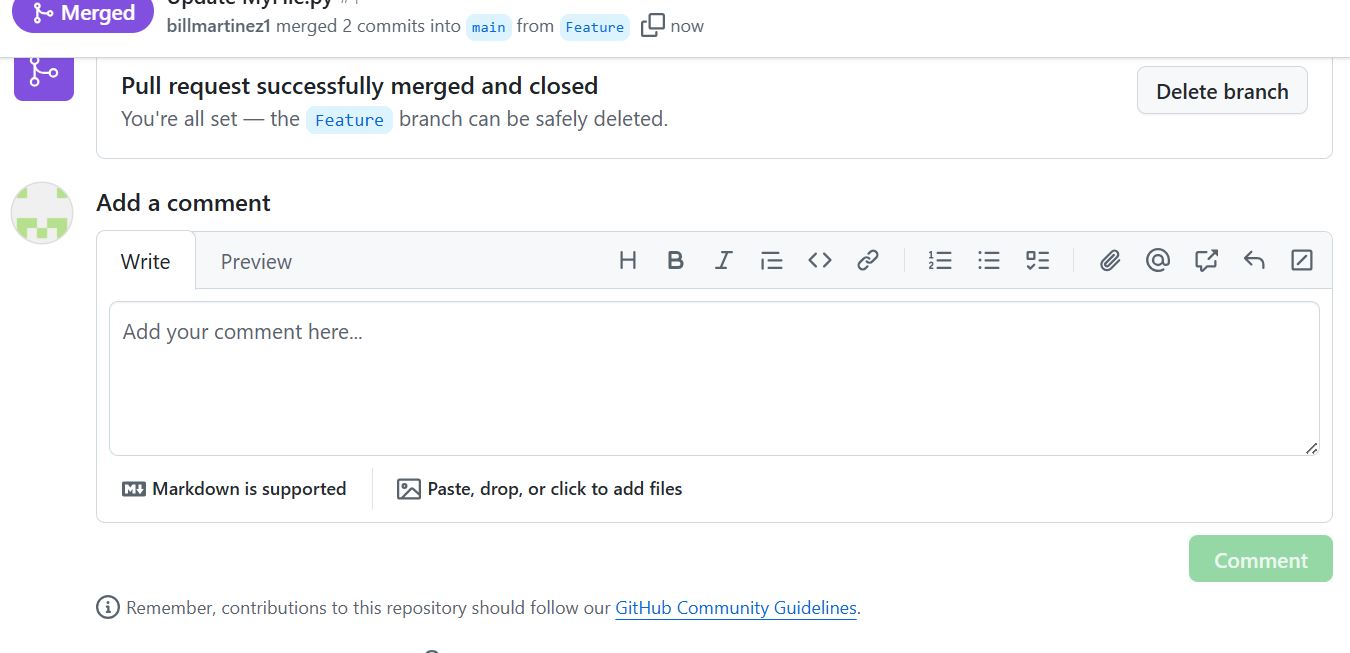 Merged
Update MyFile.py #1
billmartinez1 merged 2 commits into main from Feature now
Pull request successfully merged and closed
You're all set — the Feature branch can be safely deleted.
Delete branch
Add a comment
Write Preview
Add your comment here...
Markdown is supported
Paste, drop, or click to add files
Comment
Remember, contributions to this repository should follow our GitHub Community Guidelines.